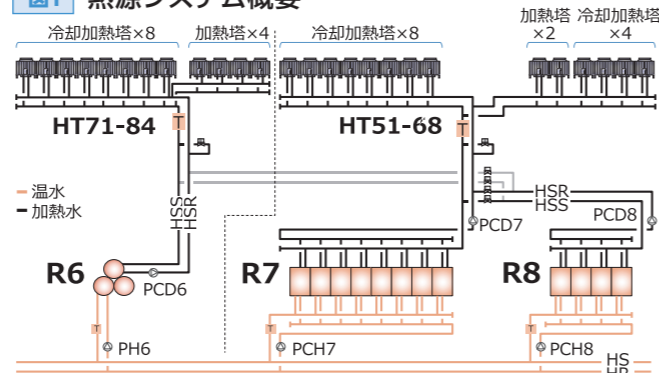 図1 熱源システム概要
冷却加熱塔×8
加熱塔×4
冷却加熱塔×8
加熱塔
×2
冷却加熱塔
×4
HT71-84
HT51-68
T
T
温水
加熱水
HSS
HSR
HSR
HSS
PCD7
PCD8
R6
PCD6
R7
R8
T
PH6
T
PCH7
T
PCH8
HS
HR